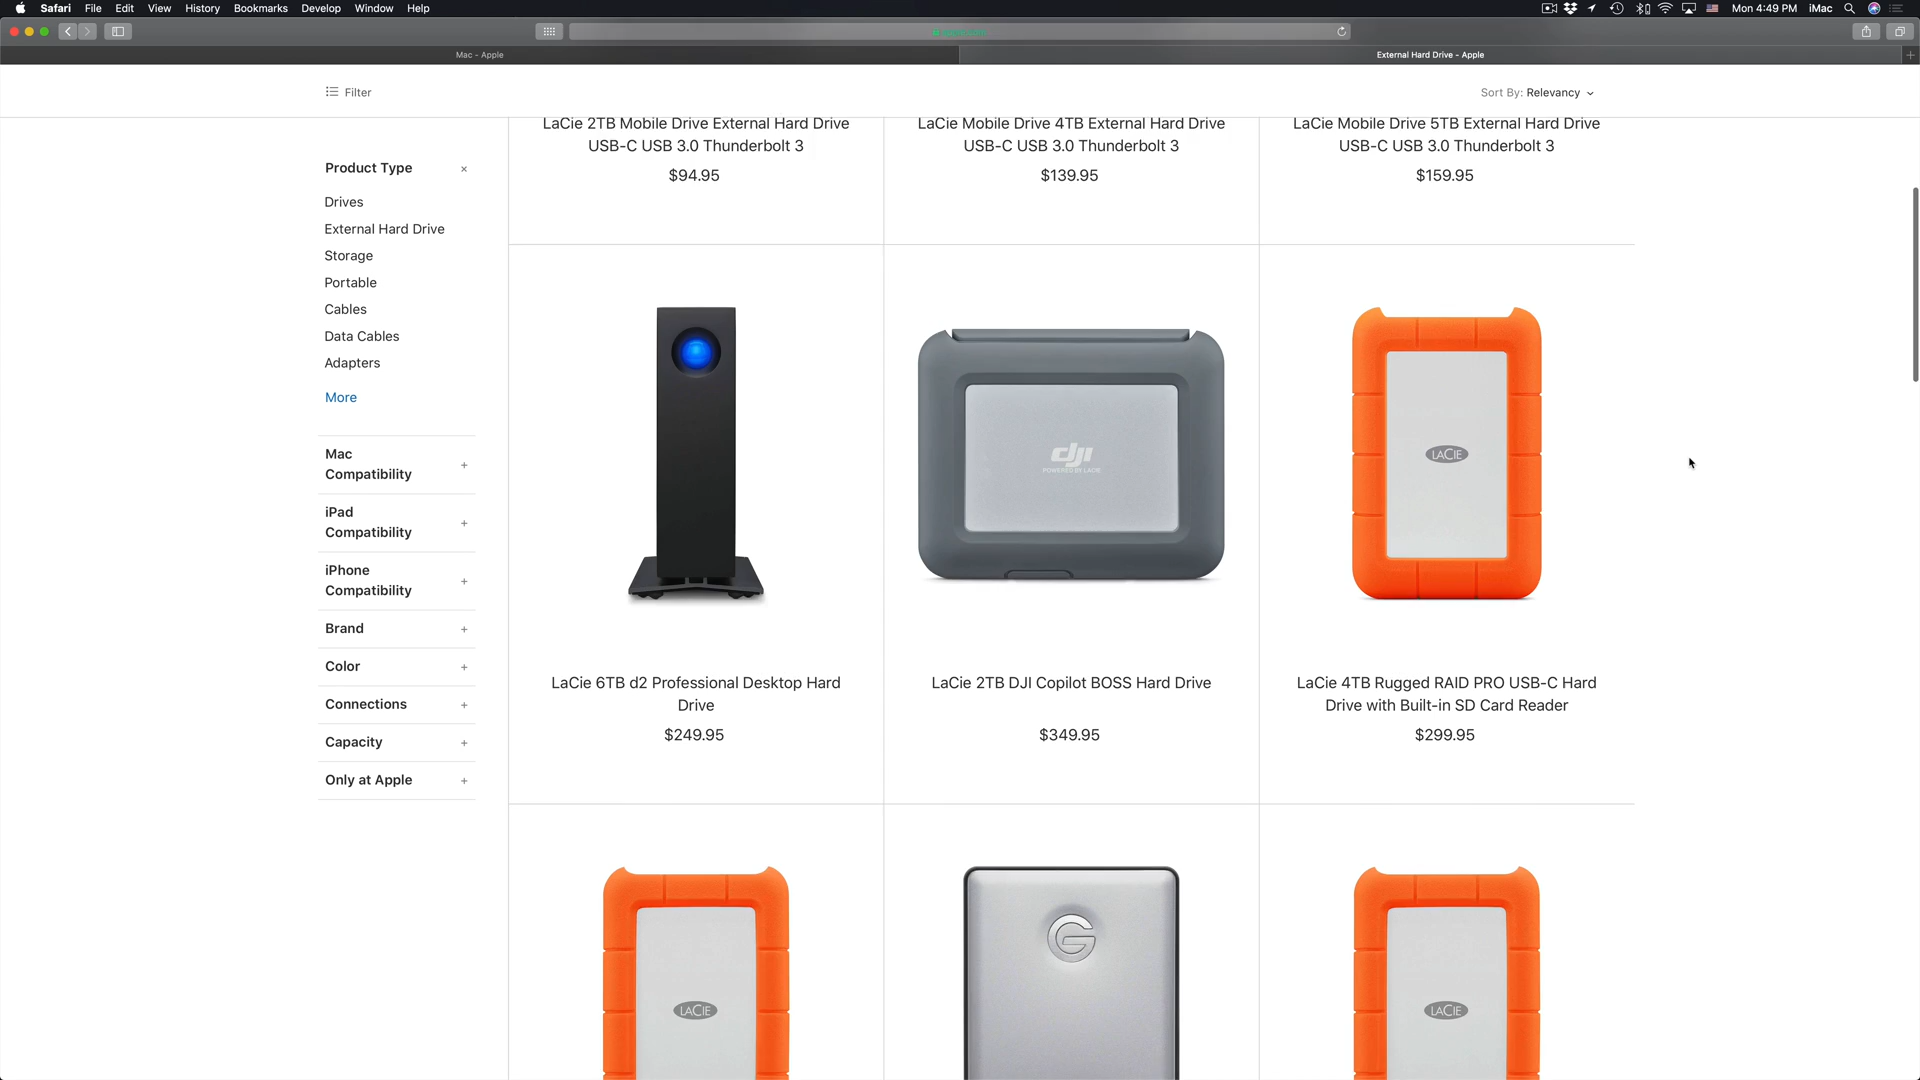 Safari File Edit View History Bookmarks Develop Window Help
Mon 4:49 PM iMac
Mac - Apple
External Hard Drive - Apple
Filter
Sort By: Relevancy
LaCie 2TB Mobile Drive External Hard Drive
USB-C USB 3.0 Thunderbolt 3
$94.95
LaCie Mobile Drive 4TB External Hard Drive
USB-C USB 3.0 Thunderbolt 3
$139.95
LaCie Mobile Drive 5TB External Hard Drive
USB-C USB 3.0 Thunderbolt 3
$159.95
Product Type
Drives
External Hard Drive
Storage
Portable
Cables
Data Cables
Adapters
More
Mac
Compatibility
iPad
Compatibility
iPhone
Compatibility
Brand
Color
Connections
Capacity
Only at Apple
dji
POWERED BY LACIE
LACIE
LaCie 6TB d2 Professional Desktop Hard
Drive
$249.95
LaCie 2TB DJI Copilot BOSS Hard Drive
$349.95
LaCie 4TB Rugged RAID PRO USB-C Hard
Drive with Built-in SD Card Reader
$299.95
LACIE
G
LACIE